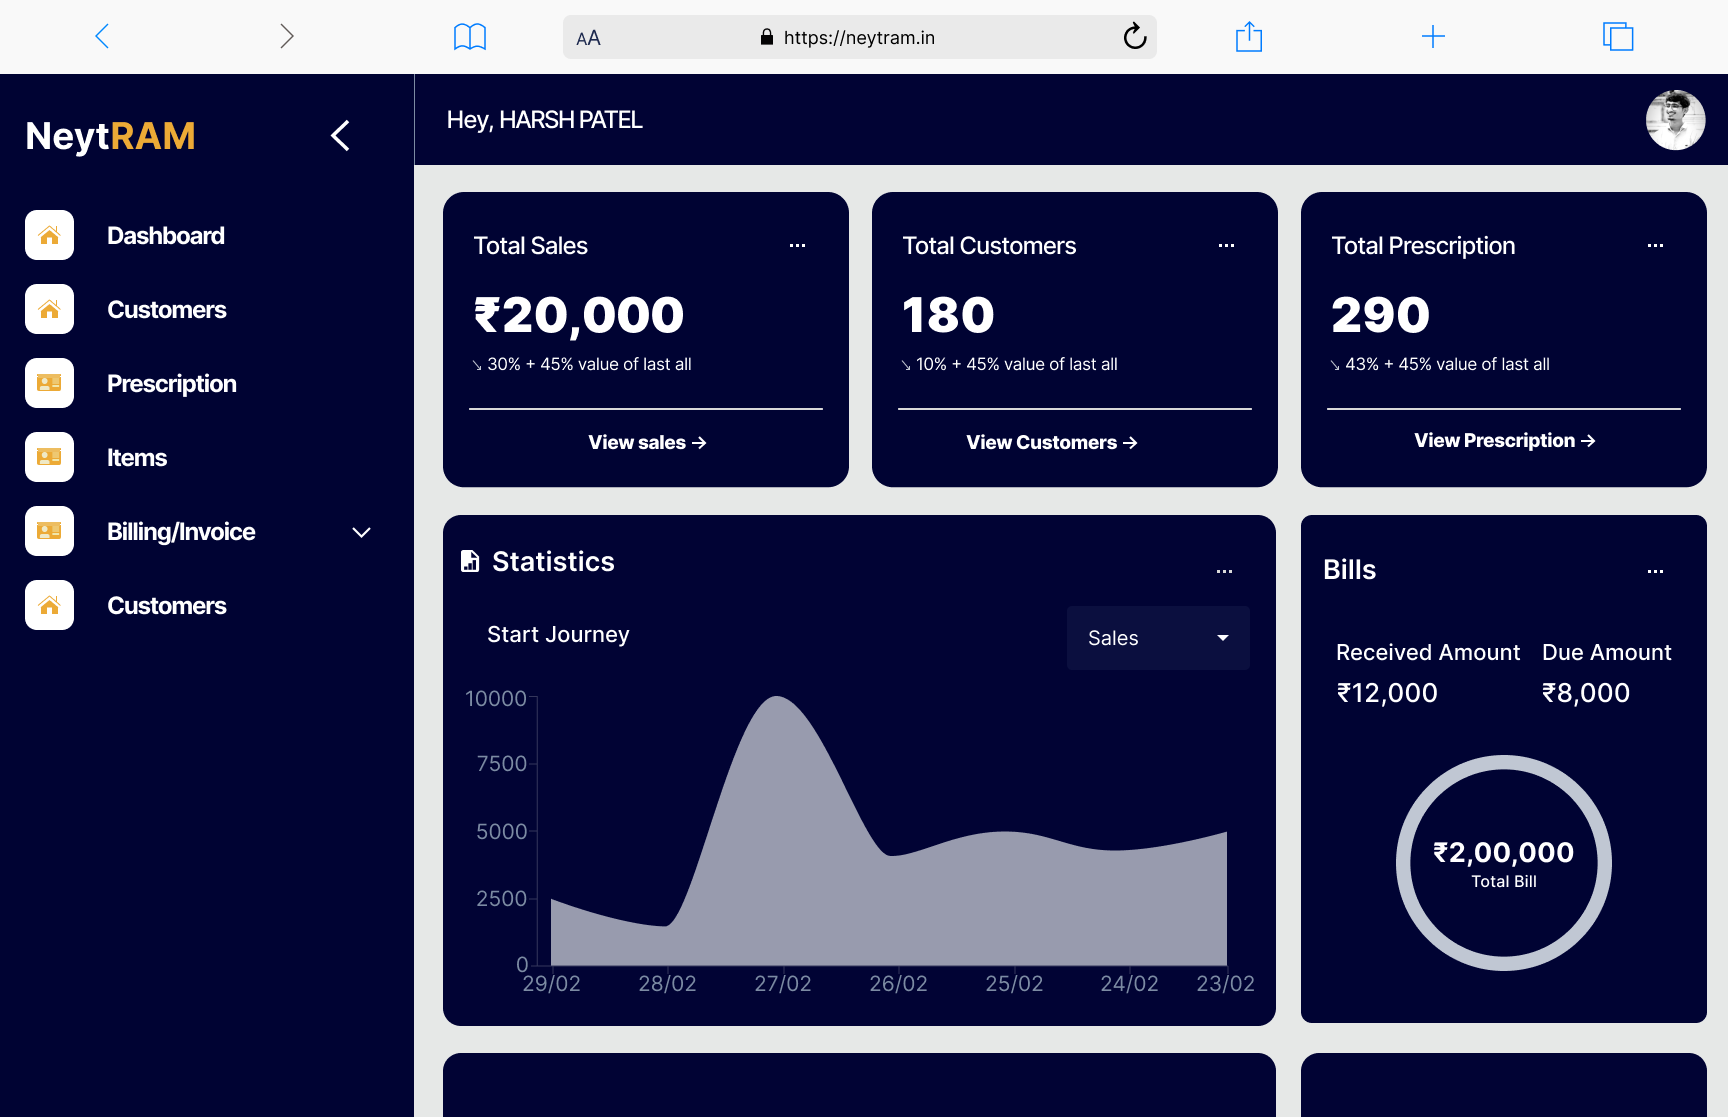 AA
https://neytram.in
NeytRAM
Hey, HARSH PATEL
Dashboard
Customers
Prescription
Items
Billing/Invoice
Customers
Total Sales
₹20,000
↘ 30% + 45% value of last all
View sales →
Total Customers
180
↘ 10% + 45% value of last all
View Customers →
Total Prescription
290
↘ 43% + 45% value of last all
View Prescription →
Statistics
Start Journey
Sales
10000
7500
5000
2500
0
29/02 28/02 27/02 26/02 25/02 24/02 23/02
Bills
Received Amount Due Amount
₹12,000 ₹8,000
₹2,00,000
Total Bill